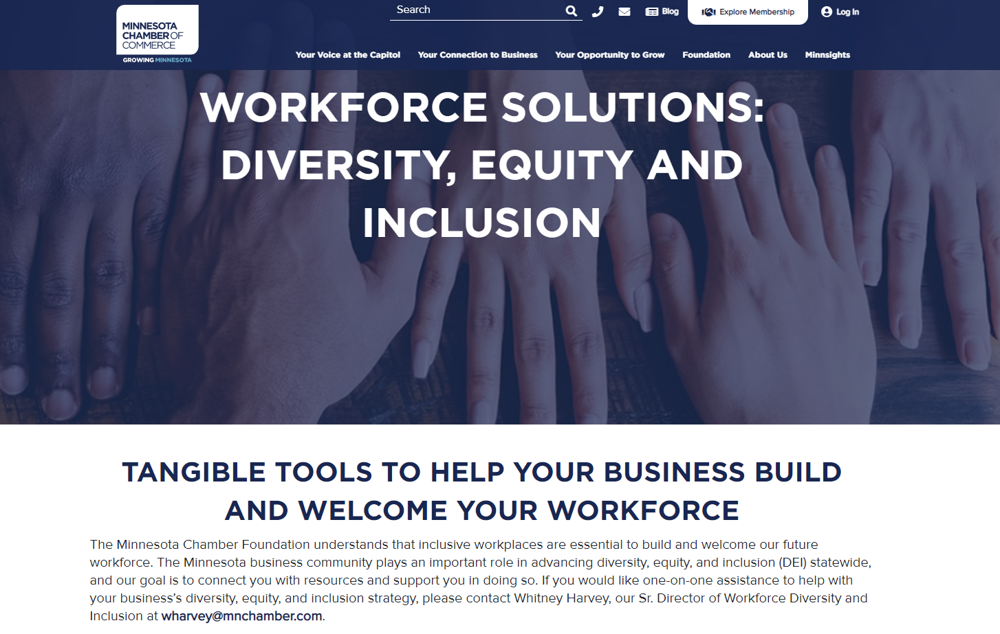 Search
Blog
Explore Membership
Log In
MINNESOTA
CHAMBER OF
COMMERCE
GROWING MINNESOTA
Your Voice at the Capitol
Your Connection to Business
Your Opportunity to Grow
Foundation
About Us
Minnsights
WORKFORCE SOLUTIONS:
DIVERSITY, EQUITY AND
INCLUSION
TANGIBLE TOOLS TO HELP YOUR BUSINESS BUILD
AND WELCOME YOUR WORKFORCE
The Minnesota Chamber Foundation understands that inclusive workplaces are essential to build and welcome our future
workforce. The Minnesota business community plays an important role in advancing diversity, equity, and inclusion (DEI) statewide,
and our goal is to connect you with resources and support you in doing so. If you would like one-on-one assistance to help with
your business’s diversity, equity, and inclusion strategy, please contact Whitney Harvey, our Sr. Director of Workforce Diversity and
Inclusion at wharvey@mnchamber.com.